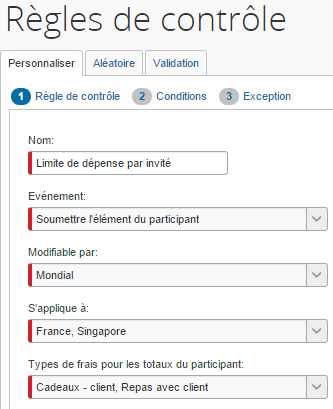 Règles de contrôle
Personnaliser Aléatoire Validation
1 Règle de contrôle 2 Conditions 3 Exception
Nom:
Limite de dépense par invité
Evénement:
Soumettre l'élément du participant
Modifiable par:
Mondial
S'applique à:
France, Singapore
Types de frais pour les totaux du participant:
Cadeaux - client, Repas avec client